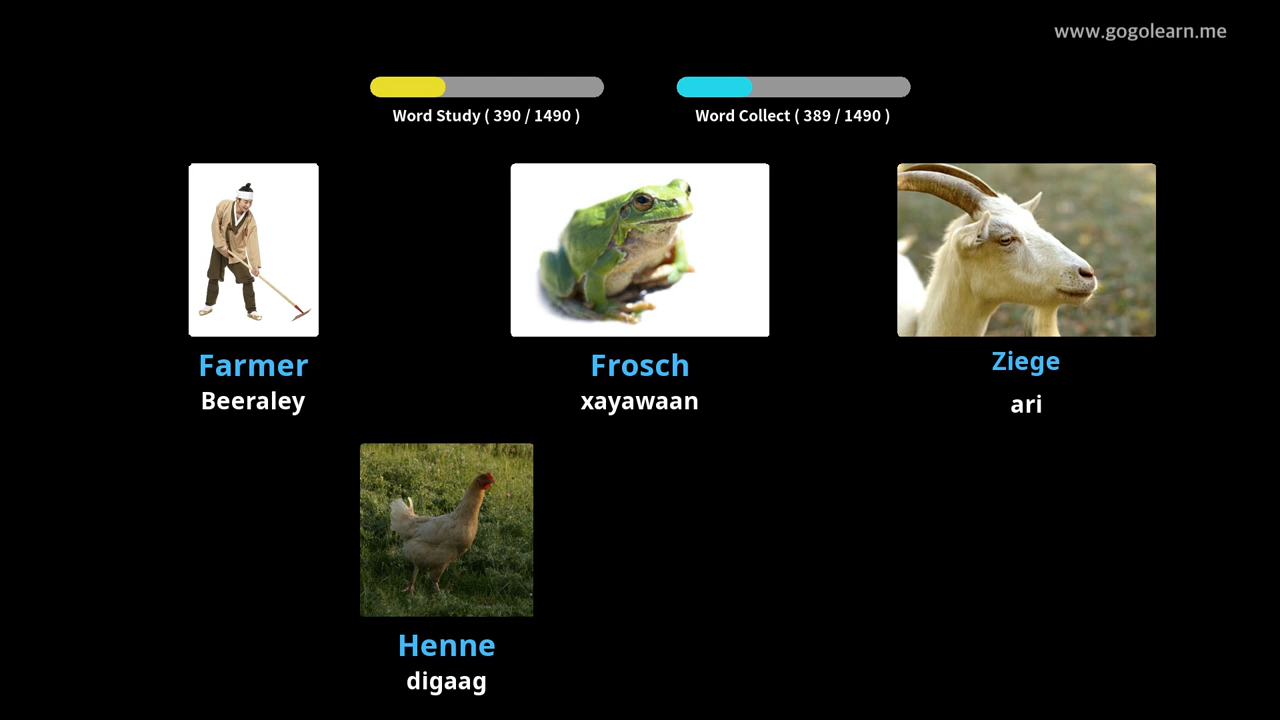 www.gogolearn.me
Word Study ( 390 / 1490 )
Word Collect ( 389 / 1490 )
Farmer
Beeraley
Frosch
xayawaan
Ziege
ari
Henne
digaag